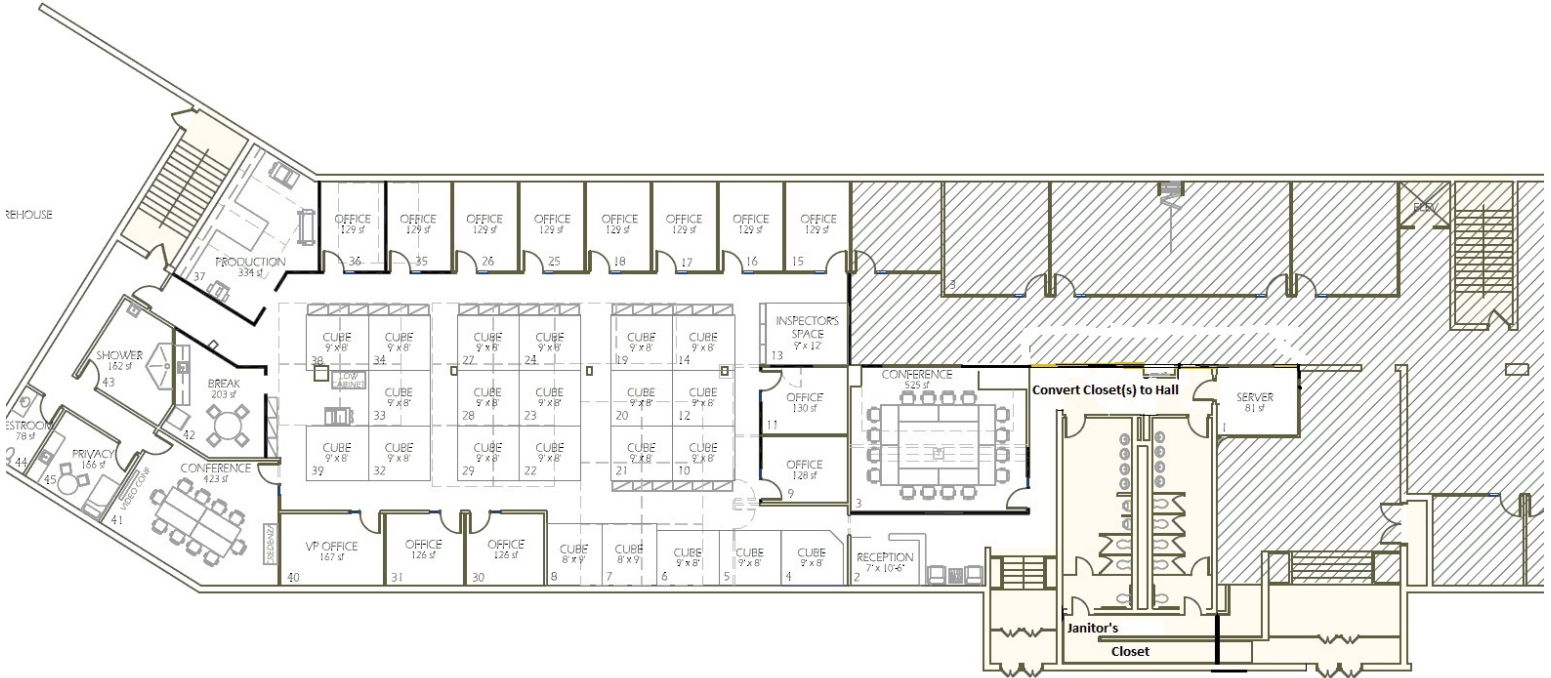 REHOUSE
PRODUCTION
334 sf
37
OFFICE
129 sf
36
OFFICE
129 sf
35
OFFICE
129 sf
26
OFFICE
129 sf
25
OFFICE
129 sf
18
OFFICE
129 sf
17
OFFICE
129 sf
16
OFFICE
129 sf
15
3
ELEV
SHOWER
162 sf
43
BREAK
203 sf
42
ESTROOM
78 sf
44
PRIVACY
166 sf
45
VIDEO CONF
CONFERENCE
423 sf
41
CREDENZA
CUBE
9' x 8'
38
CUBE
9' x 8'
34
CUBE
9' x 8'
27
CUBE
9' x 8'
24
CUBE
9' x 8'
19
CUBE
9' x 8'
14
INSPECTOR'S
SPACE
9' x 12'
13
LOW
CABINET
CUBE
9' x 8'
33
CUBE
9' x 8'
28
CUBE
9' x 8'
23
CUBE
9' x 8'
20
CUBE
9' x 8'
12
OFFICE
130 sf
11
CONFERENCE
525 sf
3
Convert Closet(s) to Hall
SERVER
81 sf
1
CUBE
9' x 8'
39
CUBE
9' x 8'
32
CUBE
9' x 8'
29
CUBE
9' x 8'
22
CUBE
9' x 8'
21
CUBE
9' x 8'
10
OFFICE
128 sf
9
VP OFFICE
167 sf
40
OFFICE
126 sf
31
OFFICE
126 sf
30
CUBE
8' x 9'
8
CUBE
8' x 9'
7
CUBE
9' x 8'
6
CUBE
9' x 8'
5
CUBE
9' x 8'
4
RECEPTION
7' x 10'-6"
2
Janitor's
Closet